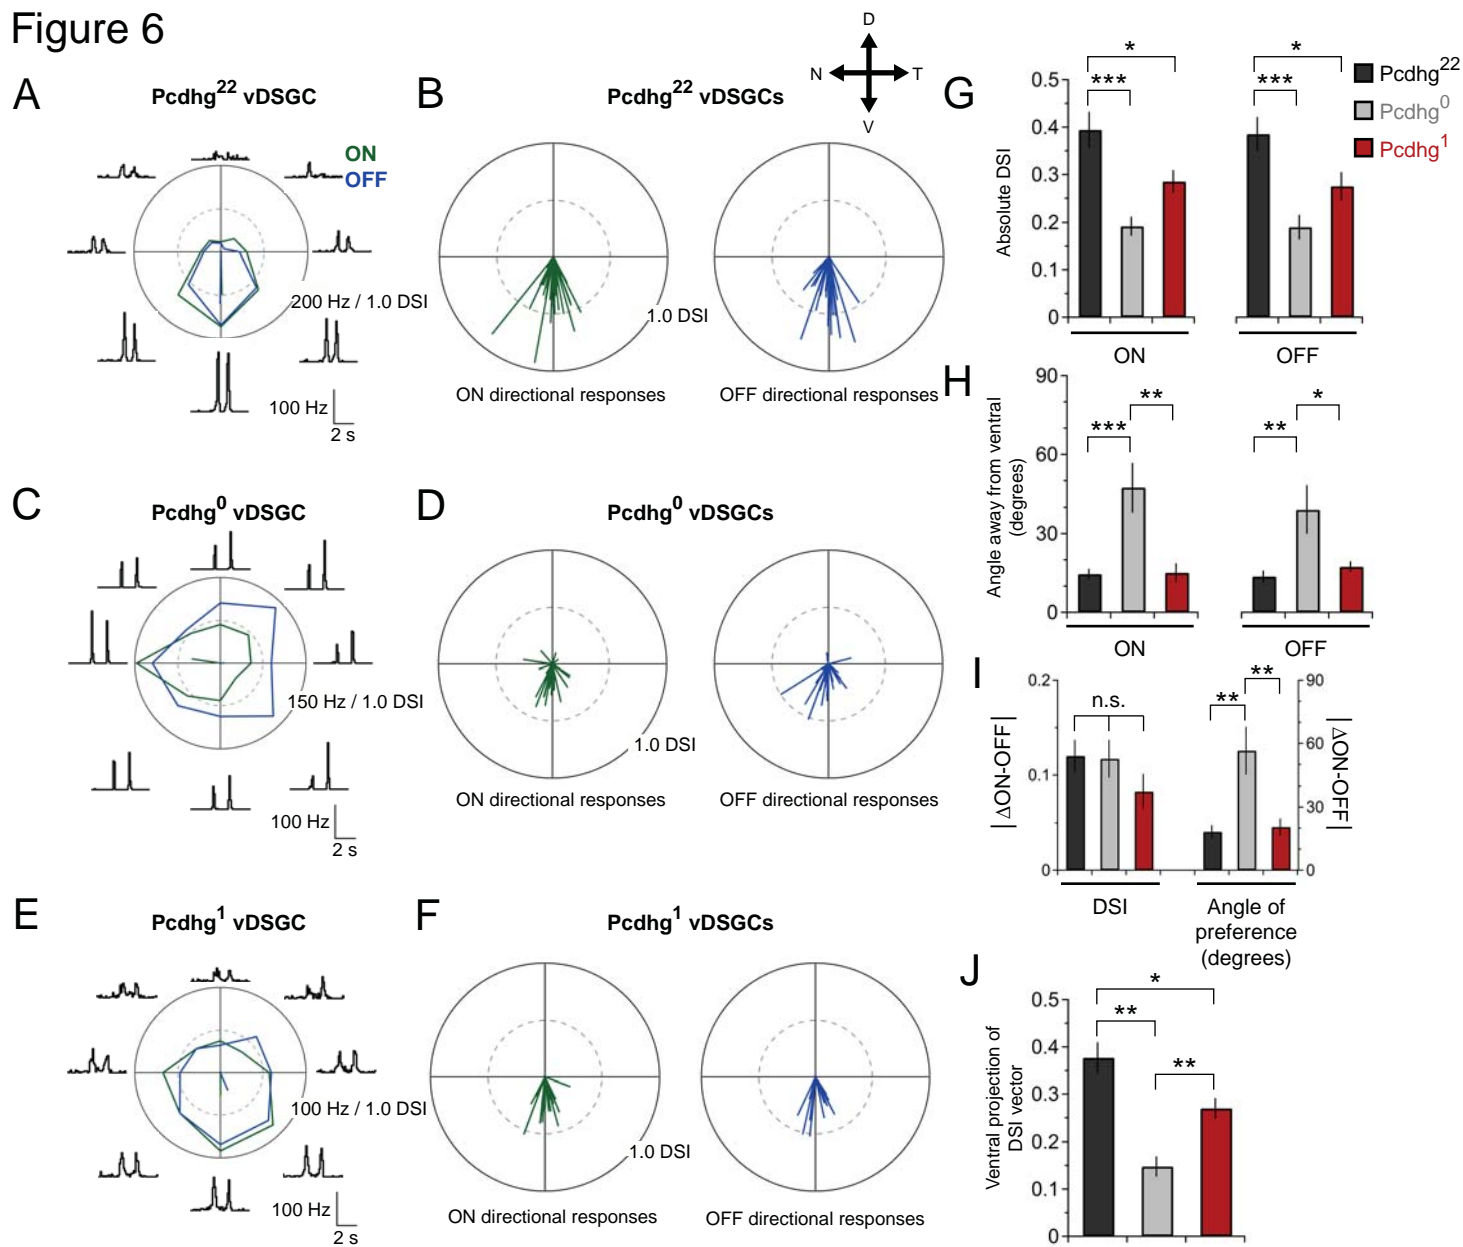 Figure 6
A
Pcdhg22 vDSGC
ON
OFF
200 Hz / 1.0 DSI
100 Hz
2 s
B
Pcdhg22 vDSGCs
D
N
T
V
1.0 DSI
ON directional responses
OFF directional responses
C
Pcdhg0 vDSGC
150 Hz / 1.0 DSI
100 Hz
2 s
D
Pcdhg0 vDSGCs
1.0 DSI
ON directional responses
OFF directional responses
E
Pcdhg1 vDSGC
100 Hz / 1.0 DSI
100 Hz
2 s
F
Pcdhg1 vDSGCs
1.0 DSI
ON directional responses
OFF directional responses
G
Absolute DSI
0.5
0.4
0.3
0.2
0.1
0
***
*
***
*
ON
OFF
Pcdhg22
Pcdhg0
Pcdhg1
H
Angle away from ventral
(degrees)
90
60
30
0
***
**
**
*
ON
OFF
I
|ΔON-OFF|
0.2
0.1
0
n.s.
**
**
90
60
30
0
|ΔON-OFF|
DSI
Angle of
preference
(degrees)
J
Ventral projection of
DSI vector
0.5
0.4
0.3
0.2
0.1
0
*
**
**